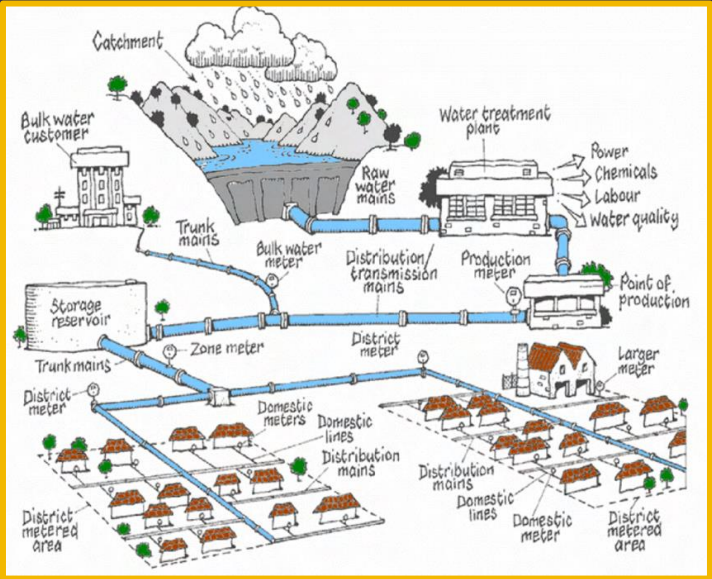 Catchment
Bulk water
customer
Water treatment
plant
Power
Chemicals
Labour
Water quality
Raw
water
mains
Trunk
mains
Bulk water
meter
Distribution/
transmission
mains
Production
meter
Point of
production
Storage
reservoir
Zone meter
District
meter
Trunk mains
Larger
meter
District
meter
Domestic
meters
Domestic
lines
Distribution
mains
Distribution
mains
Domestic
lines
Domestic
meter
District
metered
area
District
metered
area